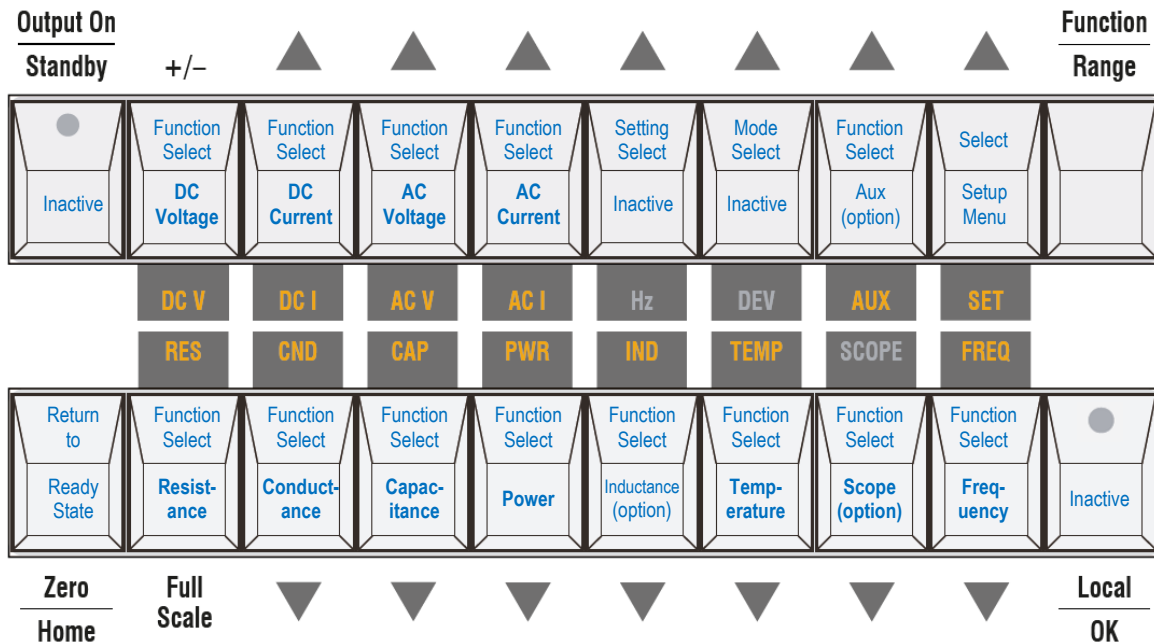 Output On
Standby
+/–
Function
Range
Function
Select
Function
Select
Function
Select
Function
Select
Setting
Select
Mode
Select
Function
Select
Select
Inactive
DC
Voltage
DC
Current
AC
Voltage
AC
Current
Inactive
Inactive
Aux
(option)
Setup
Menu
DC V
DC I
AC V
AC I
Hz
DEV
AUX
SET
RES
CND
CAP
PWR
IND
TEMP
SCOPE
FREQ
Return
to
Ready
State
Function
Select
Resist-
ance
Function
Select
Conduct-
ance
Function
Select
Capac-
itance
Function
Select
Power
Function
Select
Inductance
(option)
Function
Select
Temp-
erature
Function
Select
Scope
(option)
Function
Select
Freq-
uency
Inactive
Zero
Home
Full
Scale
Local
OK